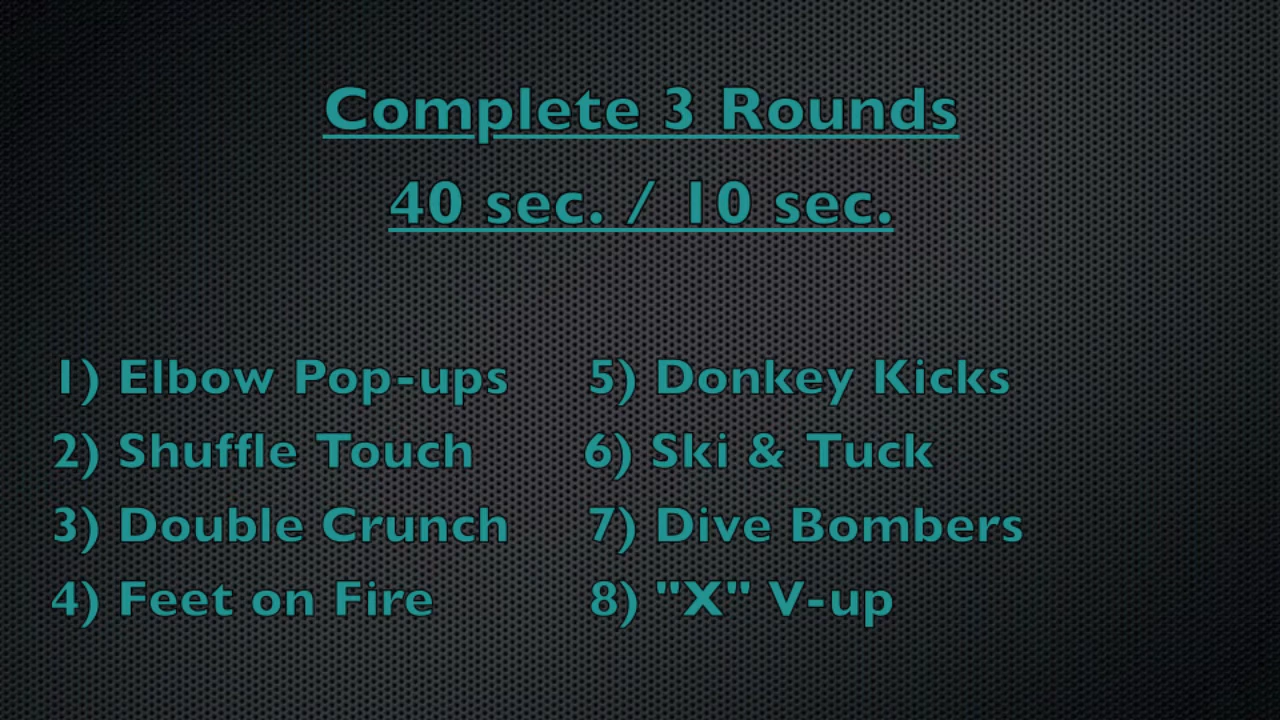 Complete 3 Rounds
40 sec. / 10 sec.
1) Elbow Pop-ups
2) Shuffle Touch
3) Double Crunch
4) Feet on Fire
5) Donkey Kicks
6) Ski & Tuck
7) Dive Bombers
8) "X" V-up